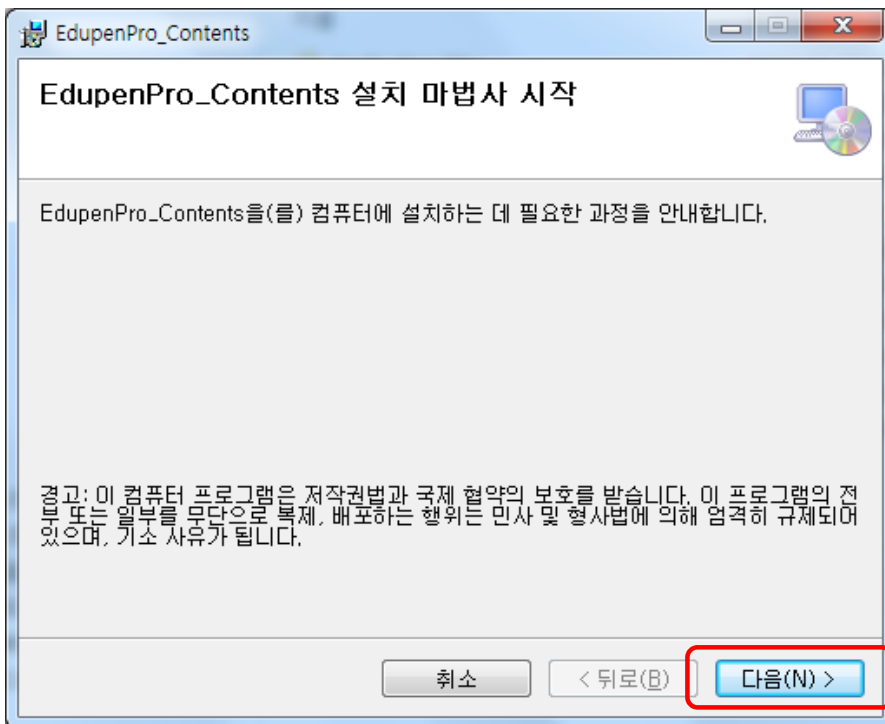 EdupenPro_Contents
EdupenPro_Contents 설치 마법사 시작
EdupenPro_Contents을(를) 컴퓨터에 설치하는 데 필요한 과정을 안내합니다.
경고: 이 컴퓨터 프로그램은 저작권법과 국제 협약의 보호를 받습니다. 이 프로그램의 전
부 또는 일부를 무단으로 복제, 배포하는 행위는 민사 및 형사법에 의해 엄격히 규제되어
있으며, 기소 사유가 됩니다.
취소
< 뒤로(B)
다음(N) >